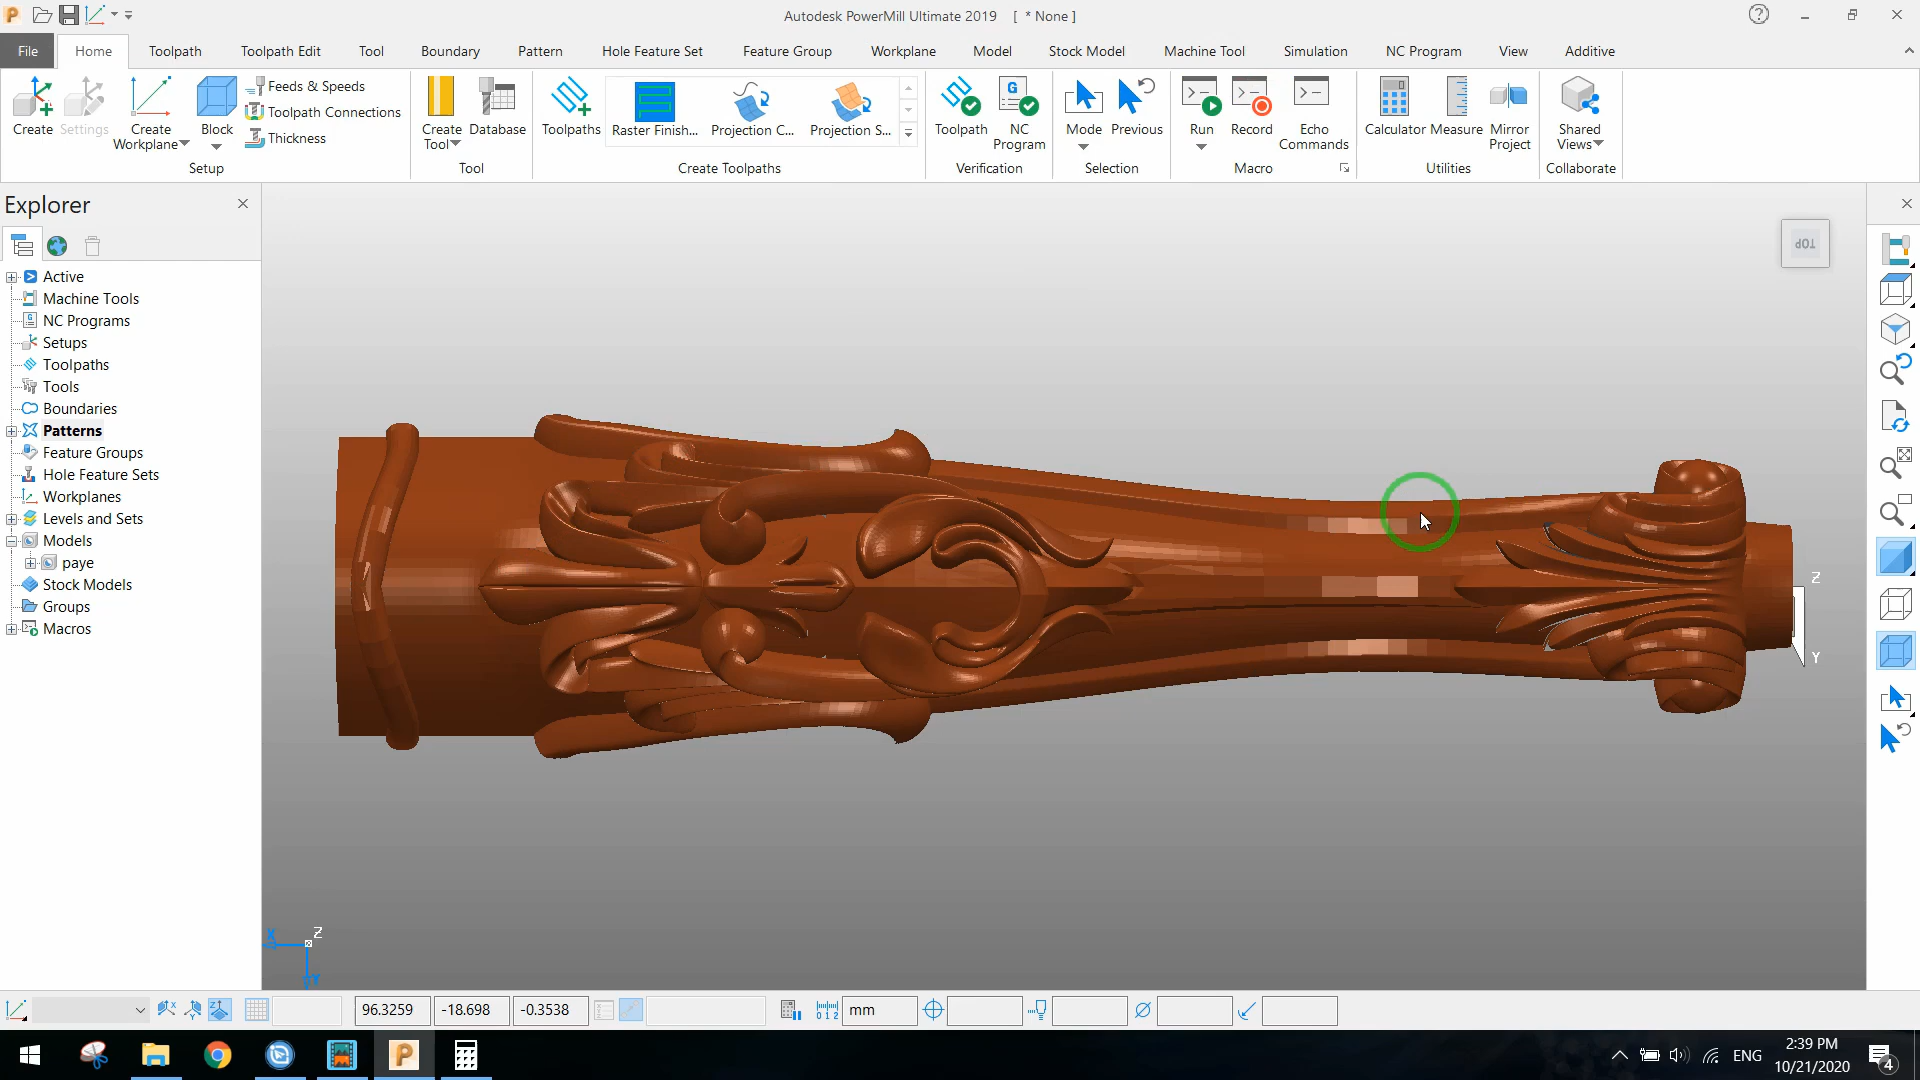 Autodesk PowerMill Ultimate 2019 [ * None ]
File Home Toolpath Toolpath Edit Tool Boundary Pattern Hole Feature Set Feature Group Workplane Model Stock Model Machine Tool Simulation NC Program View Additive
Feeds & Speeds
Toolpath Connections
Thickness
Create Settings Create Block Create Database Toolpaths Raster Finish... Projection C... Projection S... Toolpath NC Mode Previous Run Record Echo Calculator Measure Mirror Shared
Workplane Tool Program Commands Project Views
Setup Tool Create Toolpaths Verification Selection Macro Utilities Collaborate
Explorer
Active
Machine Tools
NC Programs
Setups
Toolpaths
Tools
Boundaries
Patterns
Feature Groups
Hole Feature Sets
Workplanes
Levels and Sets
Models
paye
Stock Models
Groups
Macros
TOP
Z
Y
Z
X
Y
96.3259 -18.698 -0.3538 mm
ENG
2:39 PM
10/21/2020
4